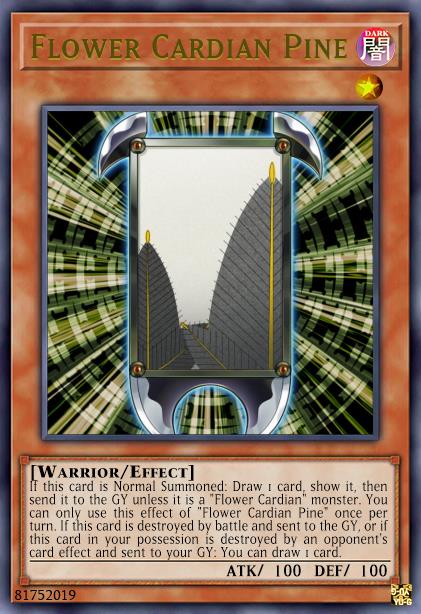 Flower Cardian Pine
DARK
闇
[Warrior/Effect]
If this card is Normal Summoned: Draw 1 card, show it, then
send it to the GY unless it is a "Flower Cardian" monster. You
can only use this effect of "Flower Cardian Pine" once per
turn. If this card is destroyed by battle and sent to the GY, or if
this card in your possession is destroyed by an opponent's
card effect and sent to your GY: You can draw 1 card.
ATK/ 100 DEF/ 100
81752019